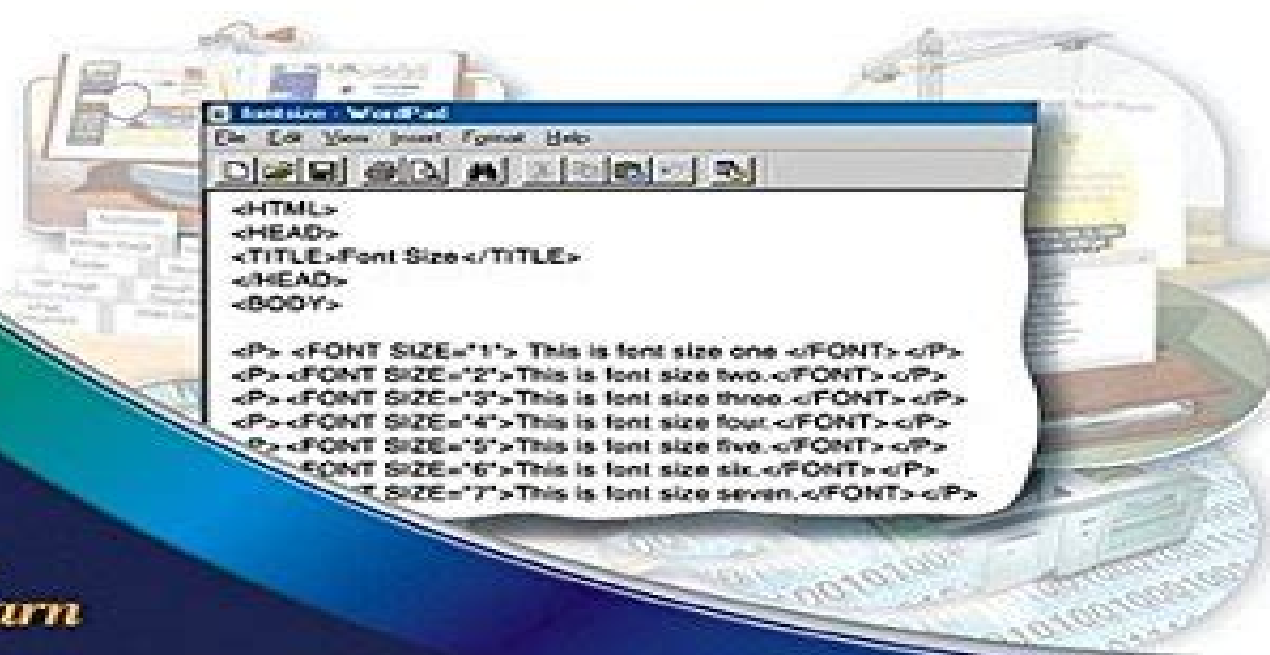 fontsize - WordPad
File Edit View Insert Format Help
<HTML>
<HEAD>
<TITLE>Font Size</TITLE>
</HEAD>
<BODY>
<P> <FONT SIZE="1"> This is font size one </FONT> </P>
<P> <FONT SIZE="2">This is font size two.</FONT> </P>
<P> <FONT SIZE="3">This is font size three.</FONT> </P>
<P> <FONT SIZE="4">This is font size four.</FONT> </P>
<P> <FONT SIZE="5">This is font size five.</FONT> </P>
FONT SIZE="6">This is font size six.</FONT> </P>
T SIZE="7">This is font size seven.</FONT> </P>
urn